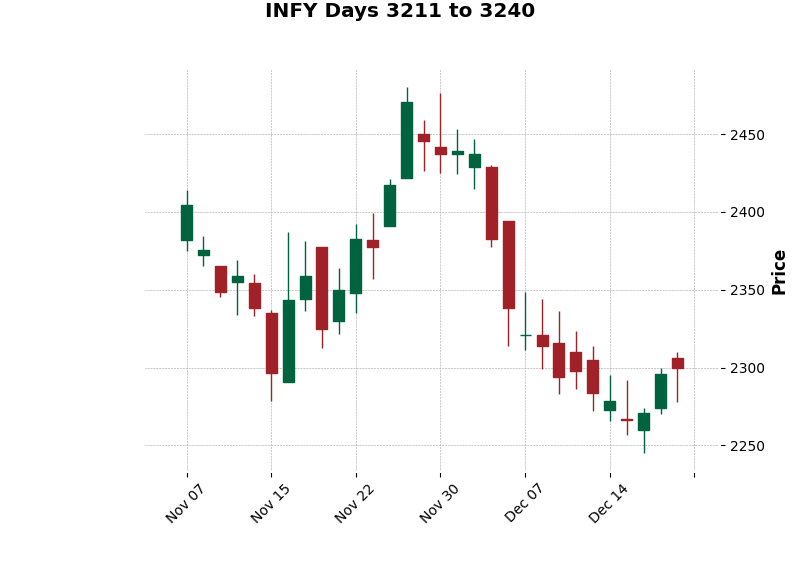 INFY Days 3211 to 3240
2450
2400
2350
2300
2250
Price
Nov 07
Nov 15
Nov 22
Nov 30
Dec 07
Dec 14